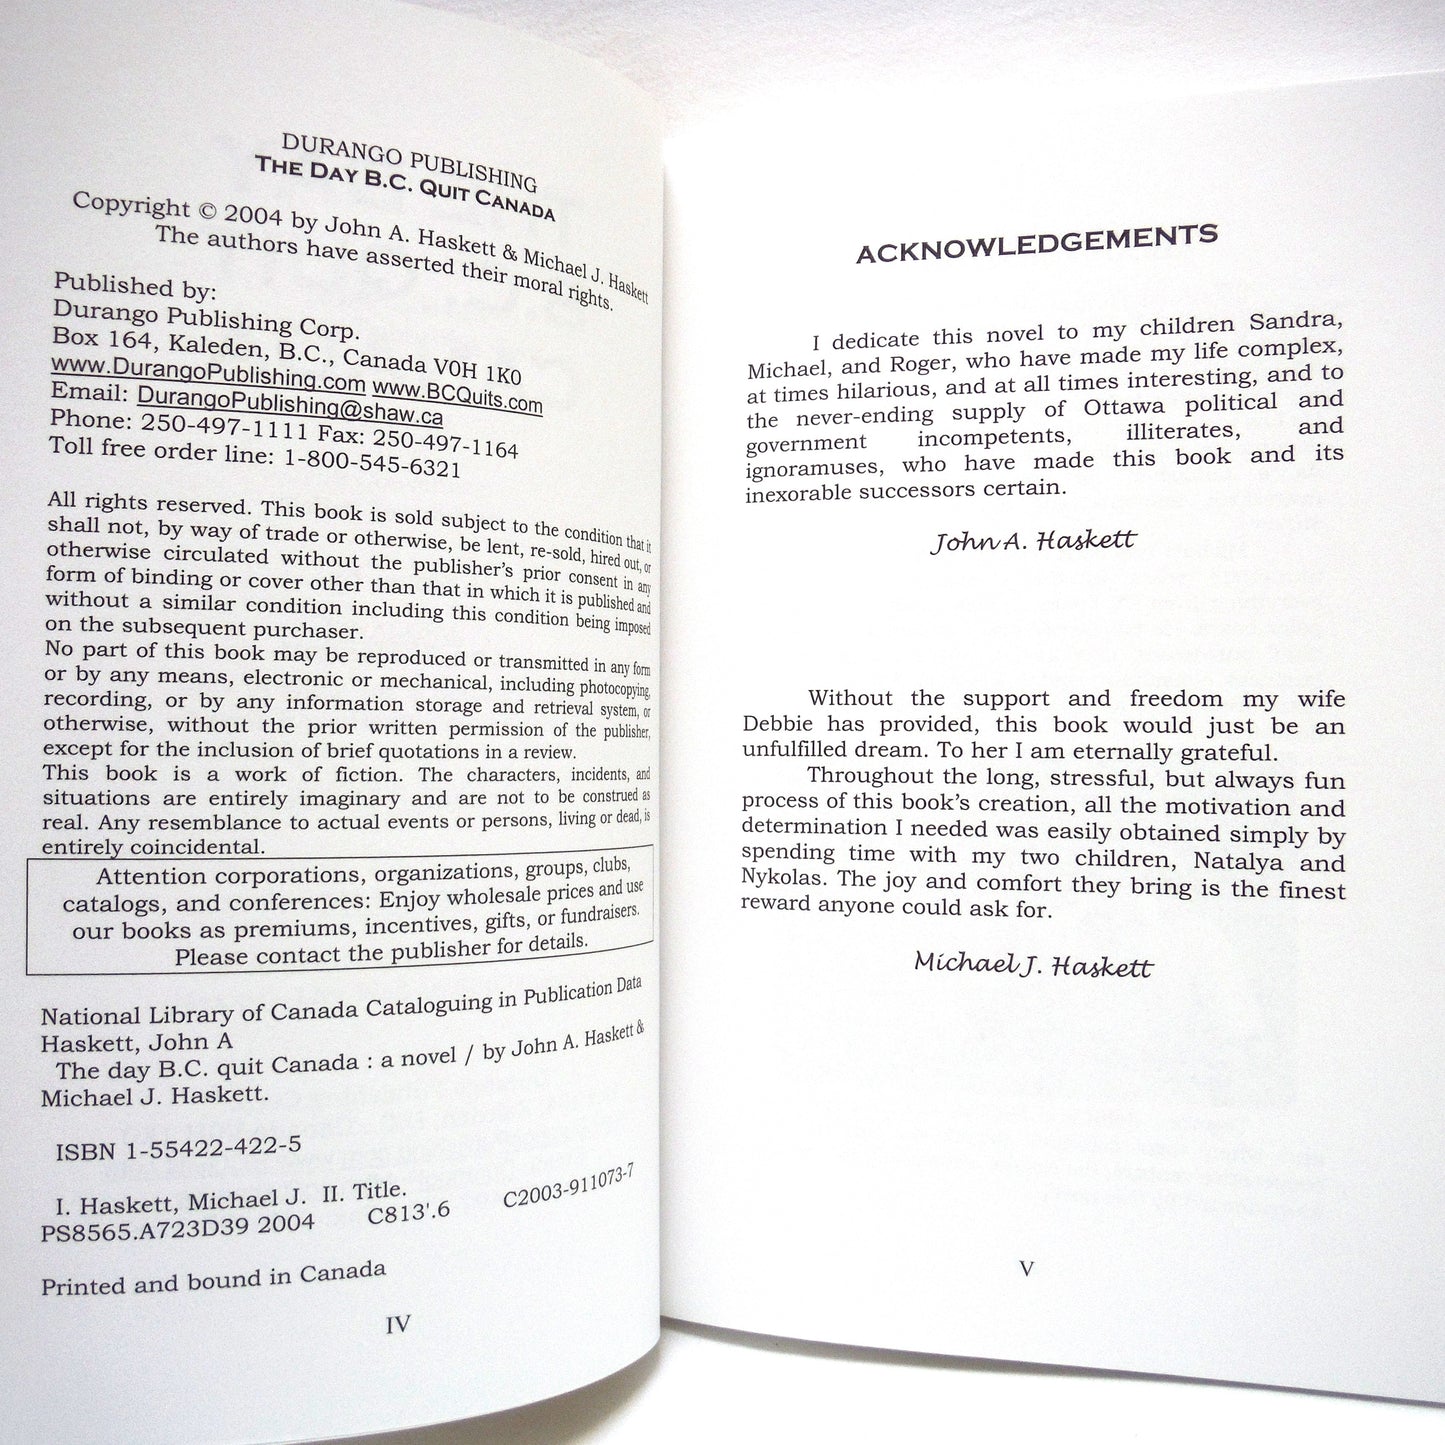 DURANGO PUBLISHING
THE DAY B.C. QUIT CANADA
Copyright © 2004 by John A. Haskett & Michael J. Haskett
The authors have asserted their moral rights.
Published by:
Durango Publishing Corp.
Box 164, Kaleden, B.C., Canada V0H 1K0
www.DurangoPublishing.com www.BCQuits.com
Email: DurangoPublishing@shaw.ca
Phone: 250-497-1111 Fax: 250-497-1164
Toll free order line: 1-800-545-6321
All rights reserved. This book is sold subject to the condition that it
shall not, by way of trade or otherwise, be lent, re-sold, hired out, or
otherwise circulated without the publisher's prior consent in any
form of binding or cover other than that in which it is published and
without a similar condition including this condition being imposed
on the subsequent purchaser.
No part of this book may be reproduced or transmitted in any form
or by any means, electronic or mechanical, including photocopying,
recording, or by any information storage and retrieval system, or
otherwise, without the prior written permission of the publisher,
except for the inclusion of brief quotations in a review.
This book is a work of fiction. The characters, incidents, and
situations are entirely imaginary and are not to be construed as
real. Any resemblance to actual events or persons, living or dead, is
entirely coincidental.
Attention corporations, organizations, groups, clubs,
catalogs, and conferences: Enjoy wholesale prices and use
our books as premiums, incentives, gifts, or fundraisers.
Please contact the publisher for details.
National Library of Canada Cataloguing in Publication Data
Haskett, John A
The day B.C. quit Canada : a novel / by John A. Haskett &
Michael J. Haskett.
ISBN 1-55422-422-5
I. Haskett, Michael J. II. Title.
PS8565.A723D39 2004 C813'.6 C2003-911073-7
Printed and bound in Canada
IV
ACKNOWLEDGEMENTS
I dedicate this novel to my children Sandra,
Michael, and Roger, who have made my life complex,
at times hilarious, and at all times interesting, and to
the never-ending supply of Ottawa political and
government incompetents, illiterates, and
ignoramuses, who have made this book and its
inexorable successors certain.
John A. Haskett
Without the support and freedom my wife
Debbie has provided, this book would just be an
unfulfilled dream. To her I am eternally grateful.
Throughout the long, stressful, but always fun
process of this book's creation, all the motivation and
determination I needed was easily obtained simply by
spending time with my two children, Natalya and
Nykolas. The joy and comfort they bring is the finest
reward anyone could ask for.
Michael J. Haskett
V